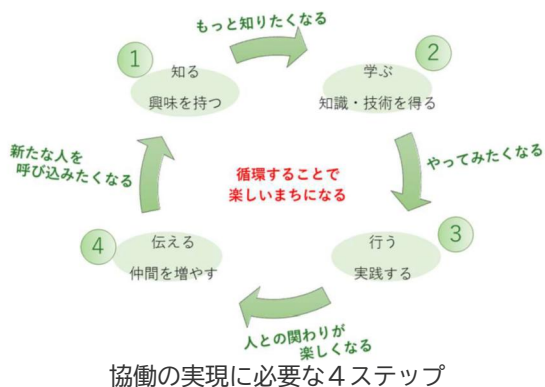 もっと知りたくなる
1
知る
興味を持つ
2
学ぶ
知識・技術を得る
やってみたくなる
新たな人を
呼び込みたくなる
循環することで
楽しいまちになる
3
行う
実践する
4
伝える
仲間を増やす
人との関わりが
楽しくなる
協働の実現に必要な4ステップ